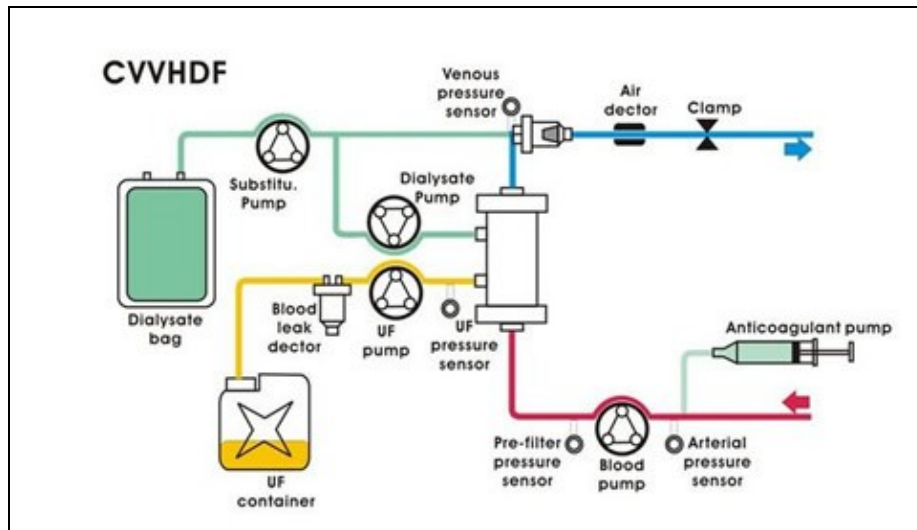 CVVHDF
Venous
pressure
sensor
Air
dector
Clamp
Substitu.
Pump
Dialysate
Pump
Dialysate
bag
Blood
leak
dector
UF
pump
UF
pressure
sensor
Anticoagulant pump
UF
container
Pre-filter
pressure
sensor
Blood
pump
Arterial
pressure
sensor